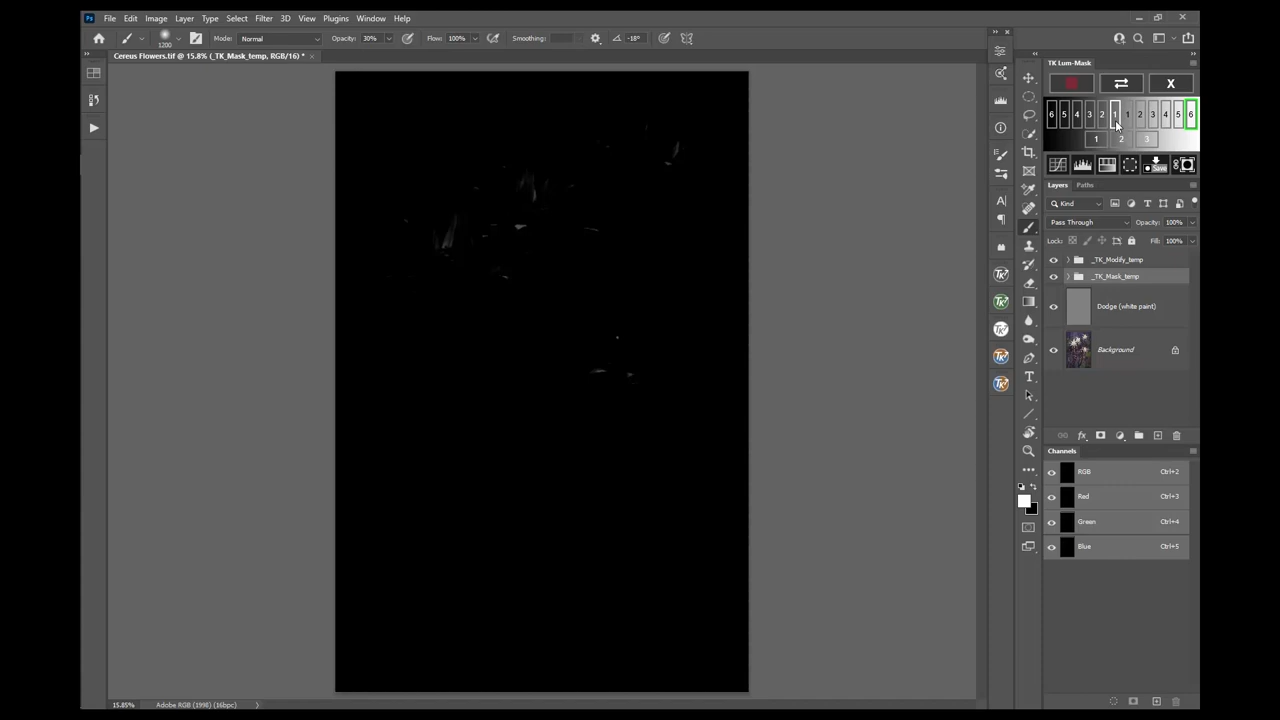 Ps File Edit Image Layer Type Select Filter 3D View Plugins Window Help
1200 Mode: Normal Opacity: 30% Flow: 100% Smoothing: -18°
Cereus Flowers.tif @ 15.8% (_TK_Mask_temp, RGB/16) * ×
TK Lum-Mask
X
6 5 4 3 2 1 1 2 3 4 5 6
1 2 3
Save
Layers Paths
Kind
Pass Through Opacity: 100%
Lock: Fill: 100%
_TK_Modify_temp
_TK_Mask_temp
Dodge (white paint)
Background
Channels
RGB Ctrl+2
Red Ctrl+3
Green Ctrl+4
Blue Ctrl+5
15.85% Adobe RGB (1998) (16bpc)